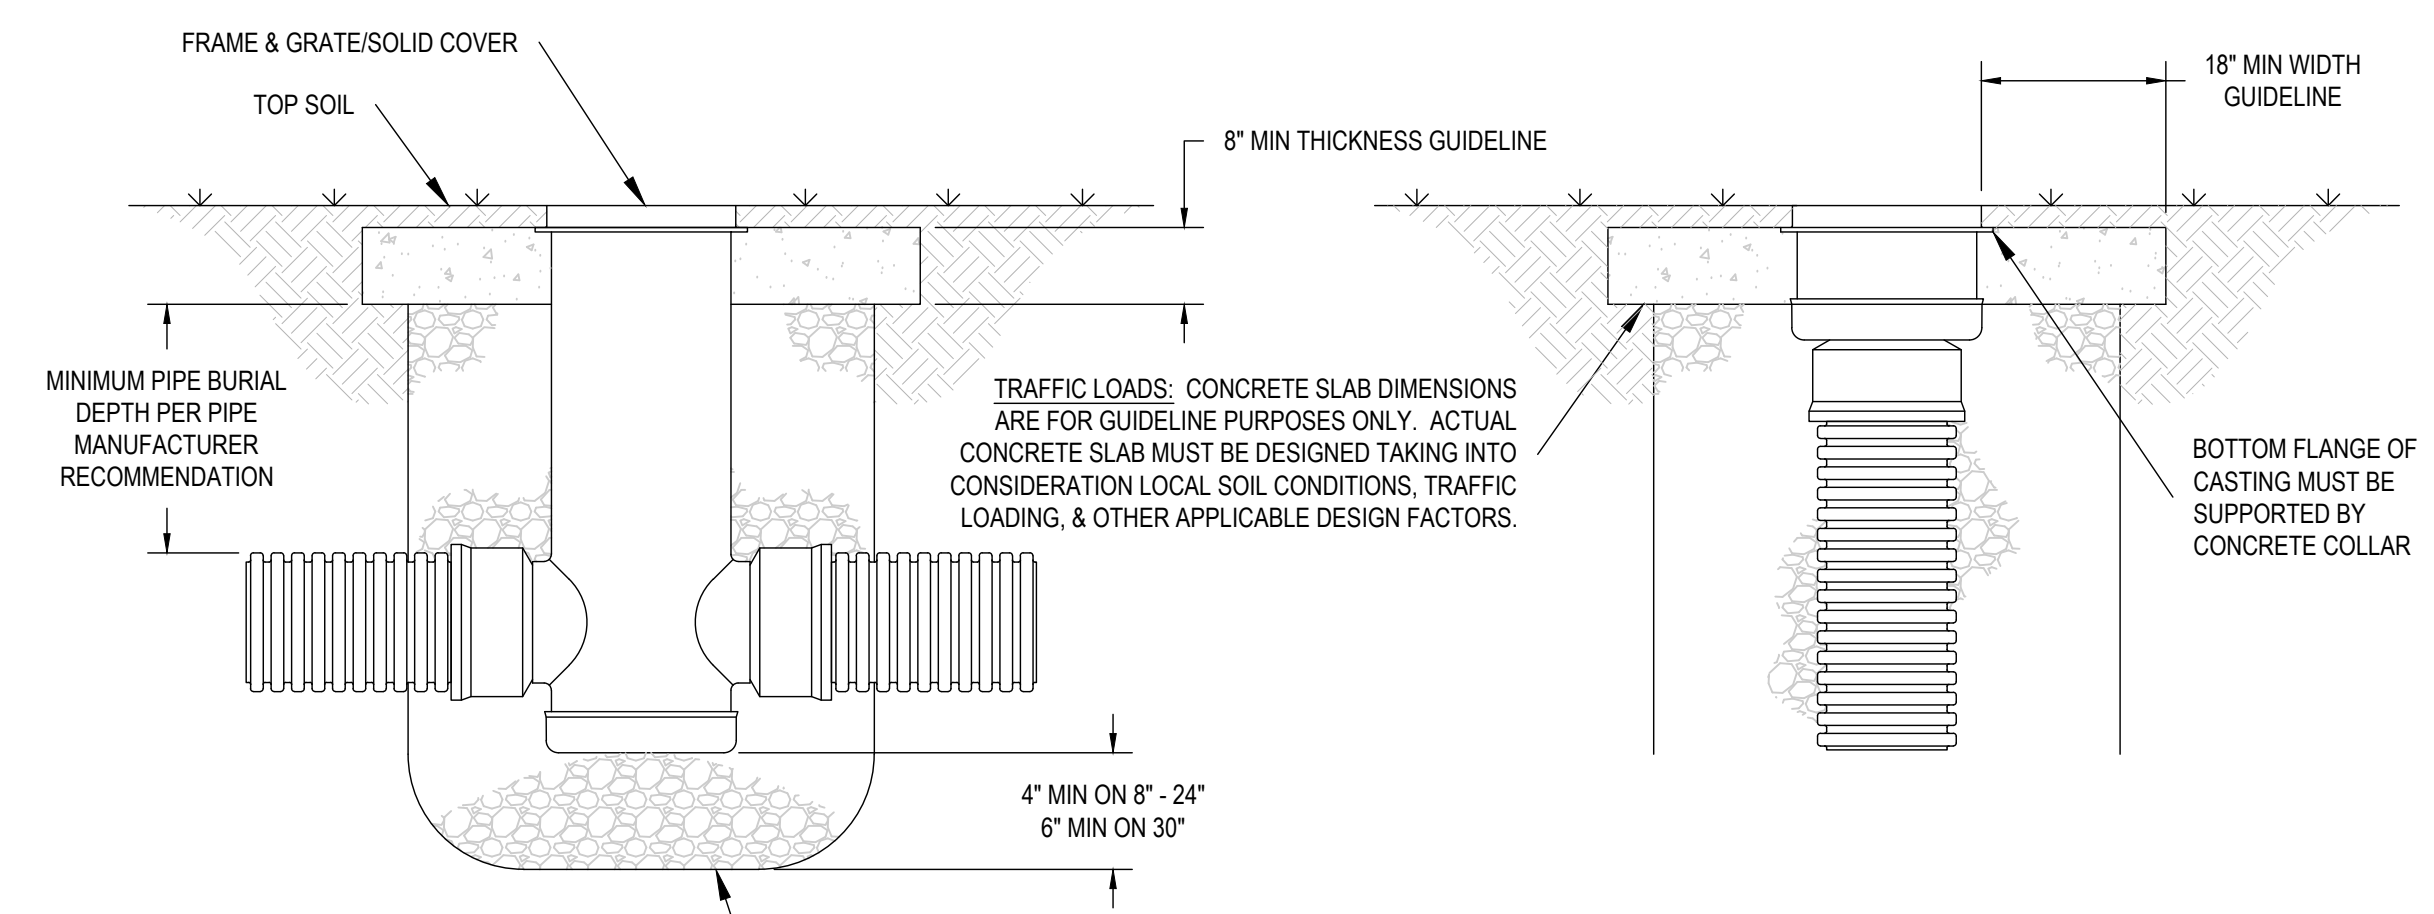 FRAME & GRATE/SOLID COVER
TOP SOIL
8" MIN THICKNESS GUIDELINE
18" MIN WIDTH
GUIDELINE
MINIMUM PIPE BURIAL
DEPTH PER PIPE
MANUFACTURER
RECOMMENDATION
TRAFFIC LOADS: CONCRETE SLAB DIMENSIONS
ARE FOR GUIDELINE PURPOSES ONLY. ACTUAL
CONCRETE SLAB MUST BE DESIGNED TAKING INTO
CONSIDERATION LOCAL SOIL CONDITIONS, TRAFFIC
LOADING, & OTHER APPLICABLE DESIGN FACTORS.
BOTTOM FLANGE OF
CASTING MUST BE
SUPPORTED BY
CONCRETE COLLAR
4" MIN ON 8" - 24"
6" MIN ON 30"